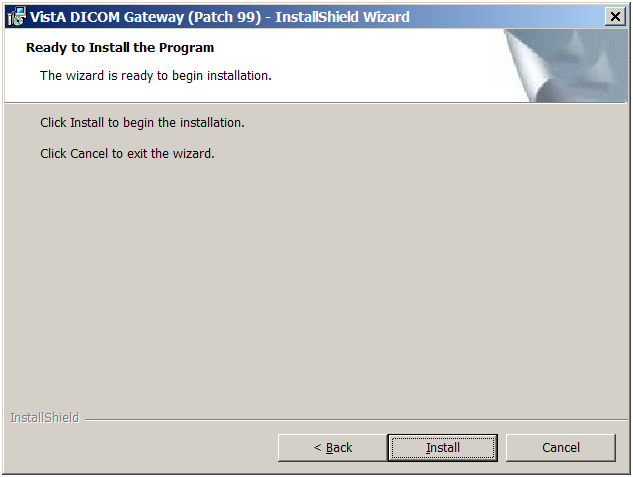 VistA DICOM Gateway (Patch 99) - InstallShield Wizard
Ready to Install the Program
The wizard is ready to begin installation.
Click Install to begin the installation.
Click Cancel to exit the wizard.
InstallShield
< Back Install Cancel